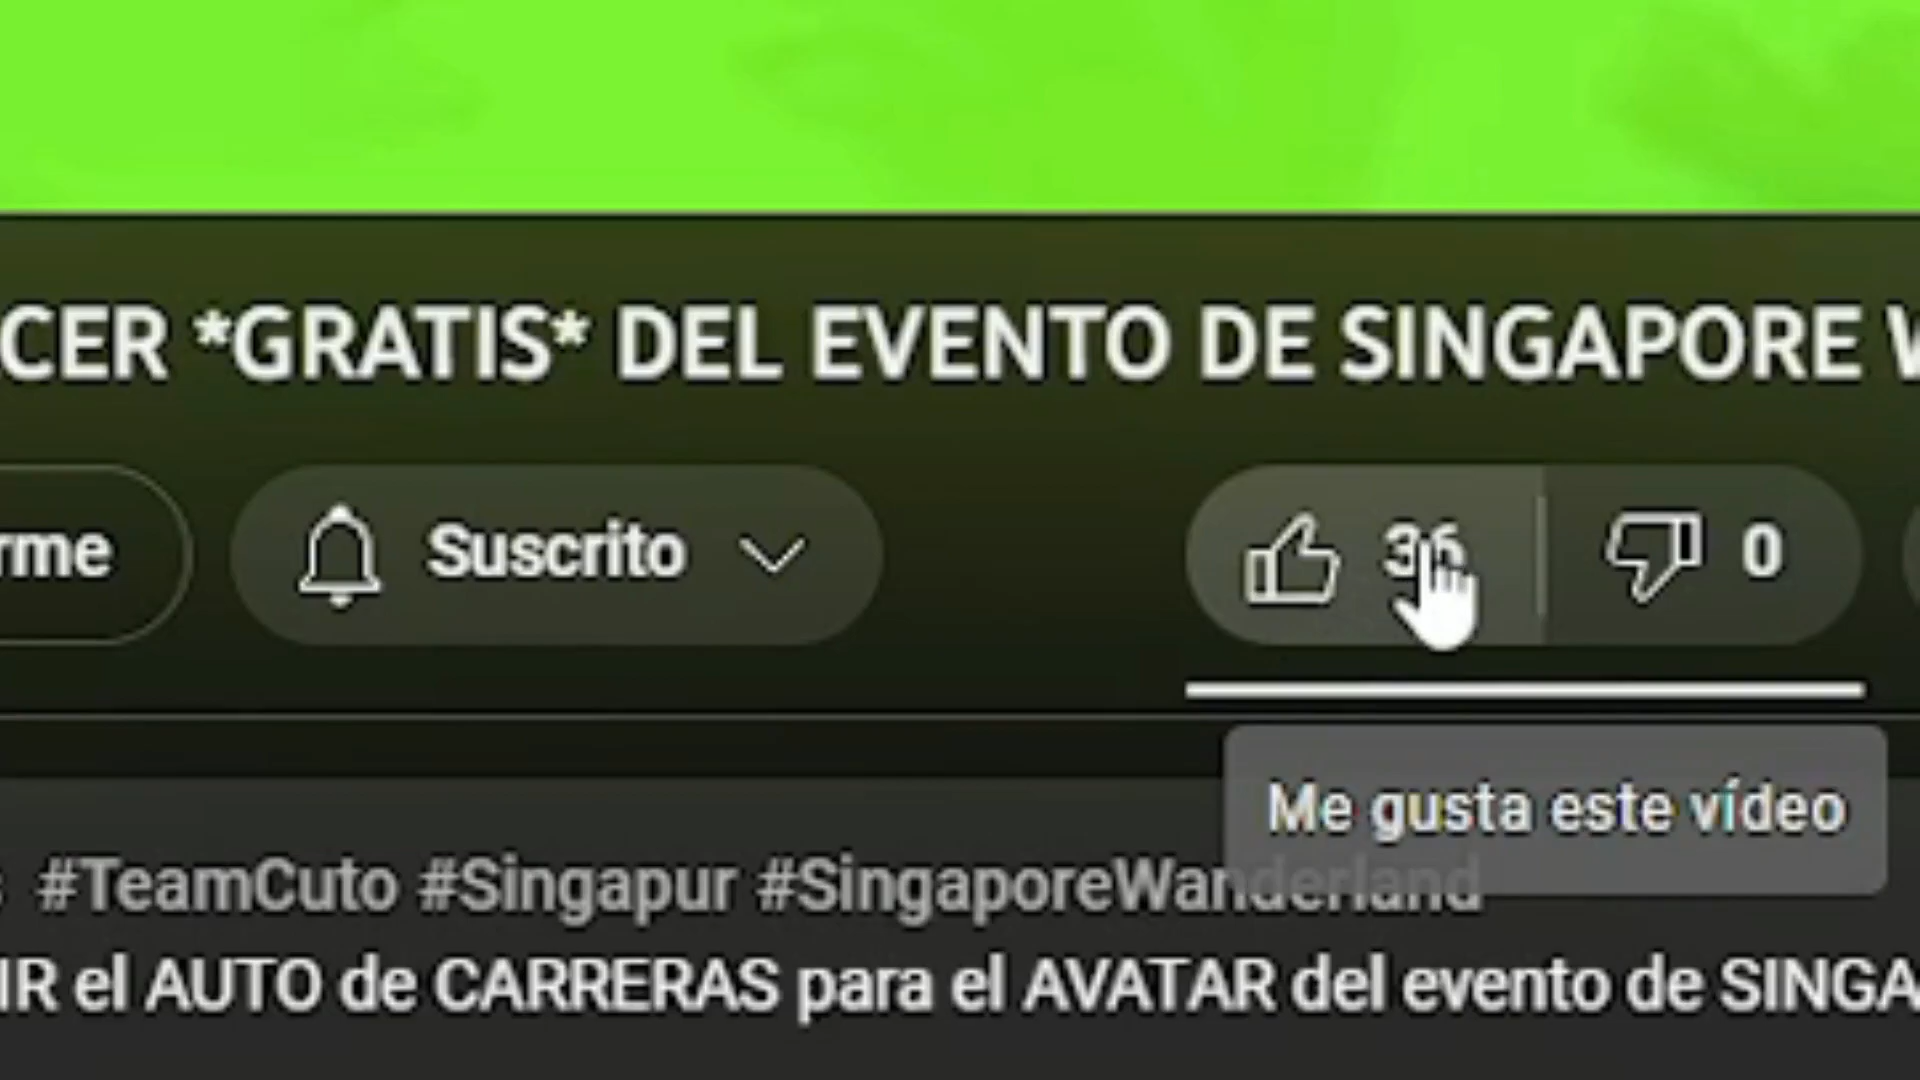 CER *GRATIS* DEL EVENTO DE SINGAPORE W
rme Suscrito 36 0
Me gusta este vídeo
#TeamCuto #Singapur #SingaporeWanderland
IR el AUTO de CARRERAS para el AVATAR del evento de SINGA